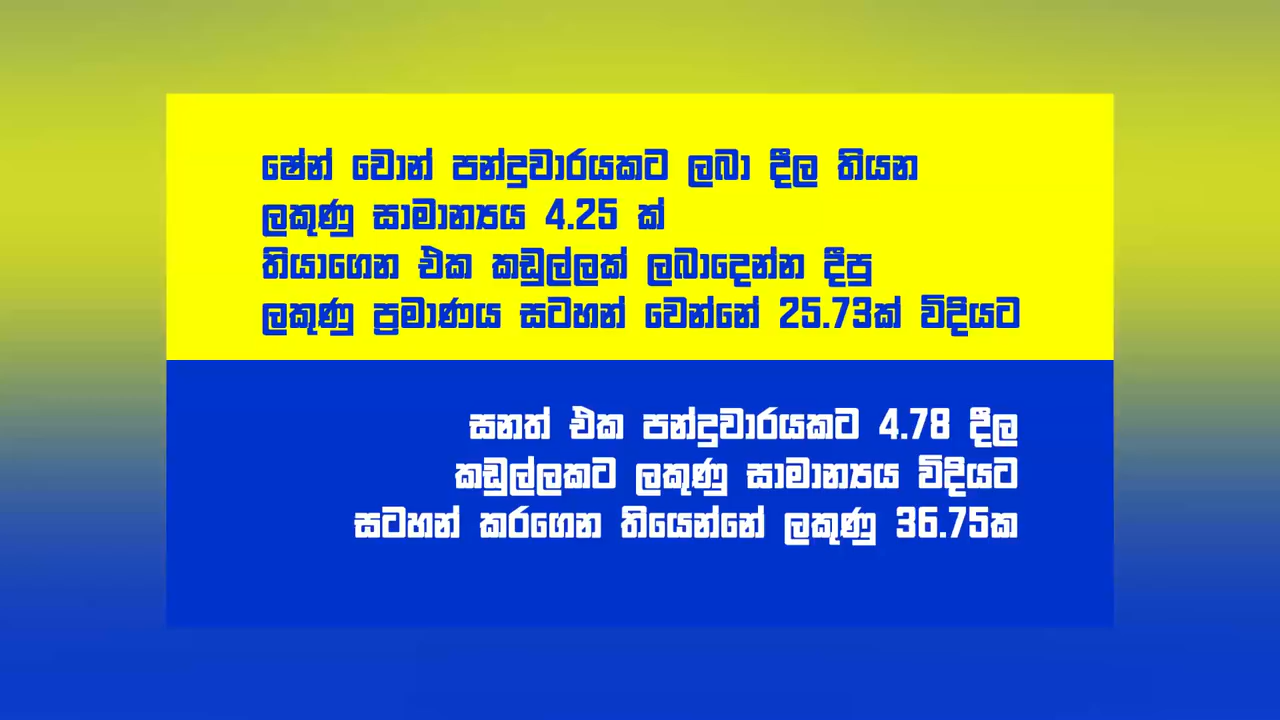 ෂේන් වොන් පන්දුවාරයකට ලබා දීල තියන
ලකුණු සාමාන්‍යය 4.25 ක්
තියාගෙන එක කඩුල්ලක් ලබාදෙන්න දීපු
ලකුණු ප්‍රමාණය සටහන් වෙන්නේ 25.73ක් විදියට
සනත් එක පන්දුවාරයකට 4.78 දීල
කඩුල්ලකට ලකුණු සාමාන්‍යය විදියට
සටහන් කරගෙන තියෙන්නේ ලකුණු 36.75ක